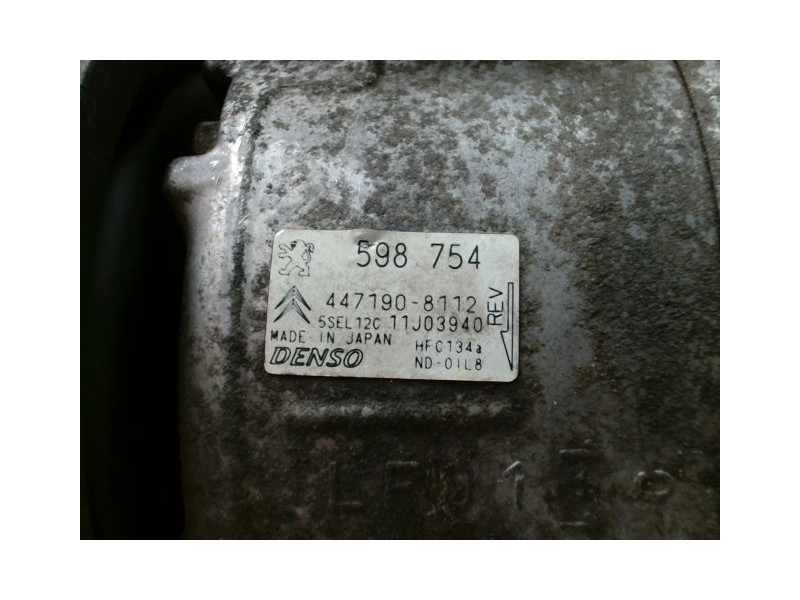 598 754
447190-8112
5SEL12C 11J03940
REV
MADE IN JAPAN HFC134a
DENSO ND-OIL8